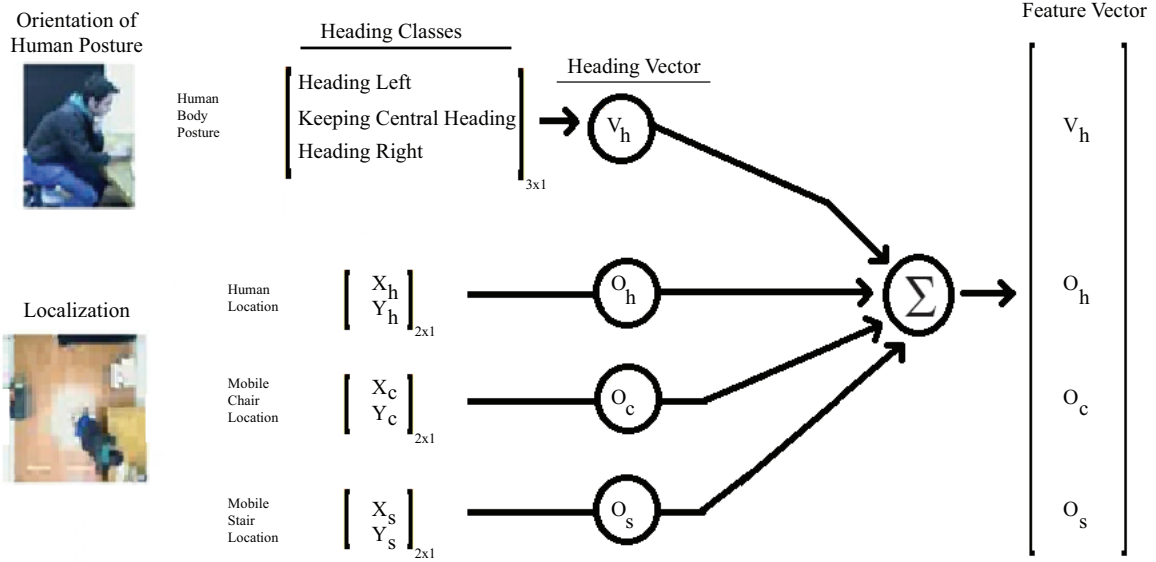 Orientation of
Human Posture
Heading Classes
Feature Vector
Human
Body
Posture
Heading Left
Keeping Central Heading
Heading Right
3x1
Heading Vector
Vh
Vh
Localization
Human
Location
Xh
Yh
2x1
Oh
Σ
Oh
Mobile
Chair
Location
Xc
Yc
2x1
Oc
Oc
Mobile
Stair
Location
Xs
Ys
2x1
Os
Os